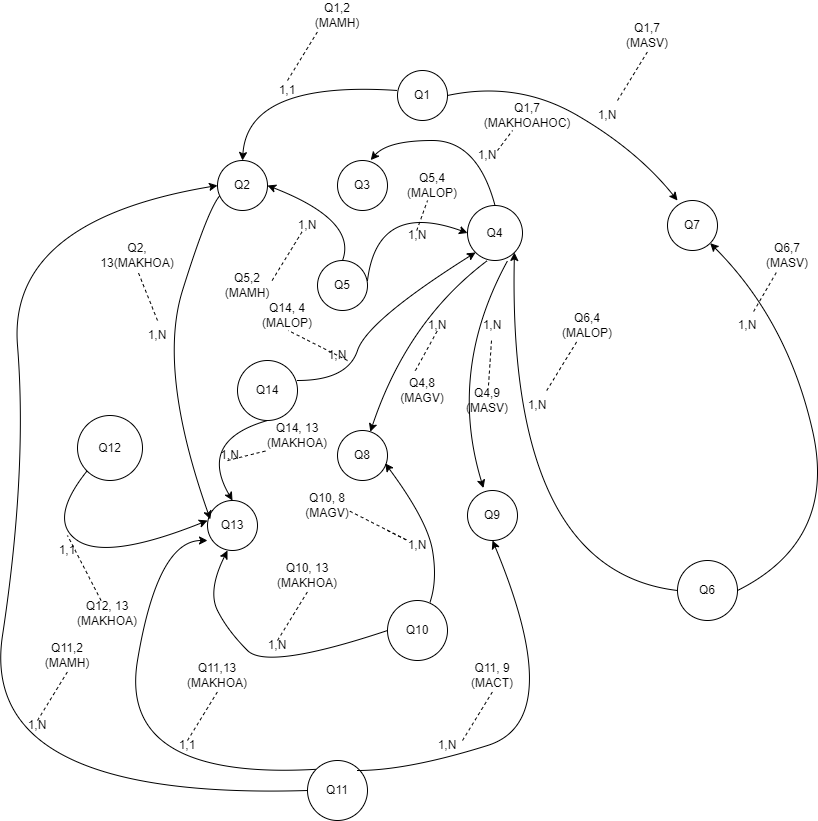 Q1,2
(MAMH)
Q1,7
(MASV)
1,1
Q1
Q1,7
(MAKHOAHOC)
1,N
1,N
Q2
Q3
Q5,4
(MALOP)
1,N
Q4
1,N
Q7
Q2,
13(MAKHOA)
Q5,2
(MAMH)
Q5
Q6,7
(MASV)
Q14, 4
(MALOP)
1,N
1,N
1,N
1,N
Q6,4
(MALOP)
1,N
1,N
Q14
Q4,8
(MAGV)
Q4,9
(MASV)
1,N
Q12
Q14, 13
(MAKHOA)
1,N
Q8
Q10, 8
(MAGV)
Q13
Q9
1,1
1,N
Q10, 13
(MAKHOA)
Q6
Q12, 13
(MAKHOA)
Q10
1,N
Q11,2
(MAMH)
Q11,13
(MAKHOA)
Q11, 9
(MACT)
1,N
1,1
1,N
Q11